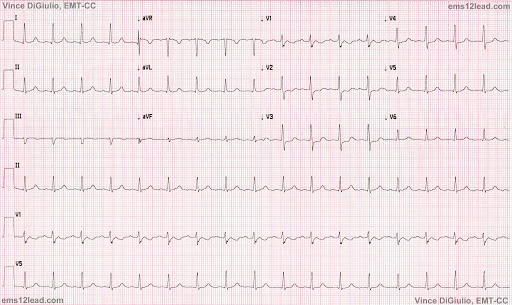 Vince DiGiulio, EMT-CC ems12lead.com
I aVR V1 V4
II aVL V2 V5
III aVF V3 V6
II
V1
V5
ems12lead.com Vince DiGiulio, EMT-CC